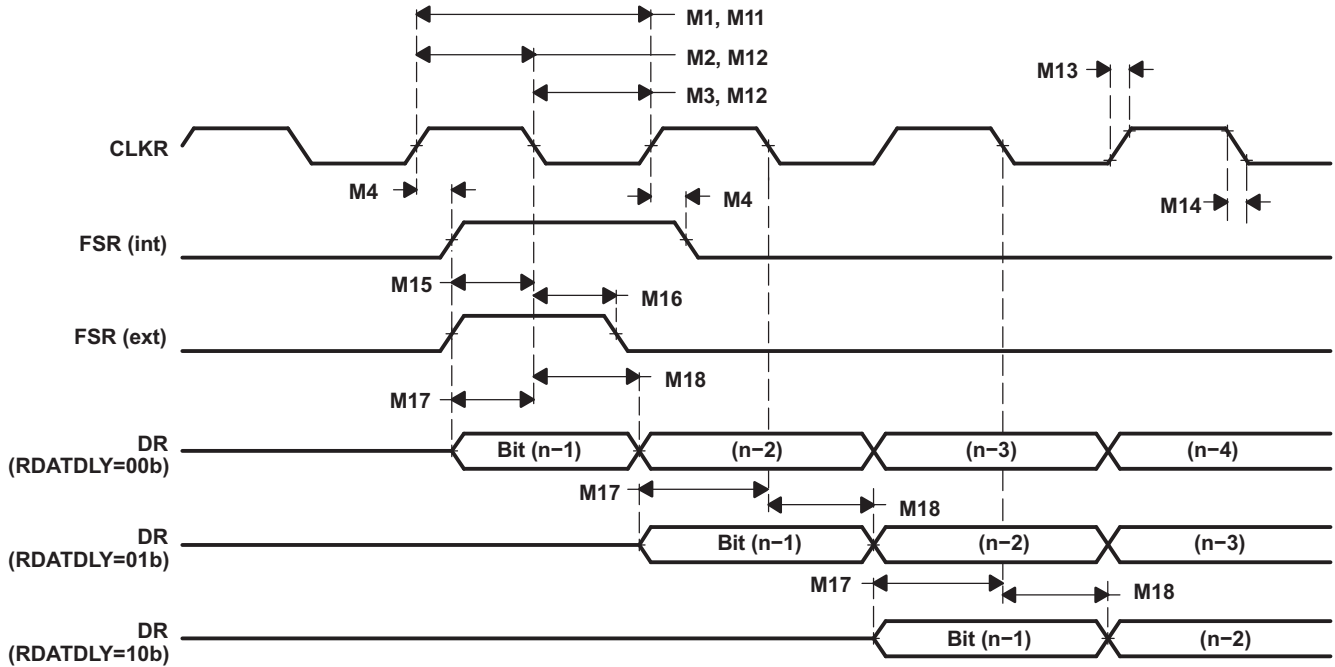 M1, M11
M2, M12
M13
M3, M12
CLKR
M4
M4
M14
FSR (int)
M15
M16
FSR (ext)
M18
M17
DR
(RDATDLY=00b)
Bit (n−1)
(n−2)
(n−3)
(n−4)
M17
M18
DR
(RDATDLY=01b)
Bit (n−1)
(n−2)
(n−3)
M17
M18
DR
(RDATDLY=10b)
Bit (n−1)
(n−2)